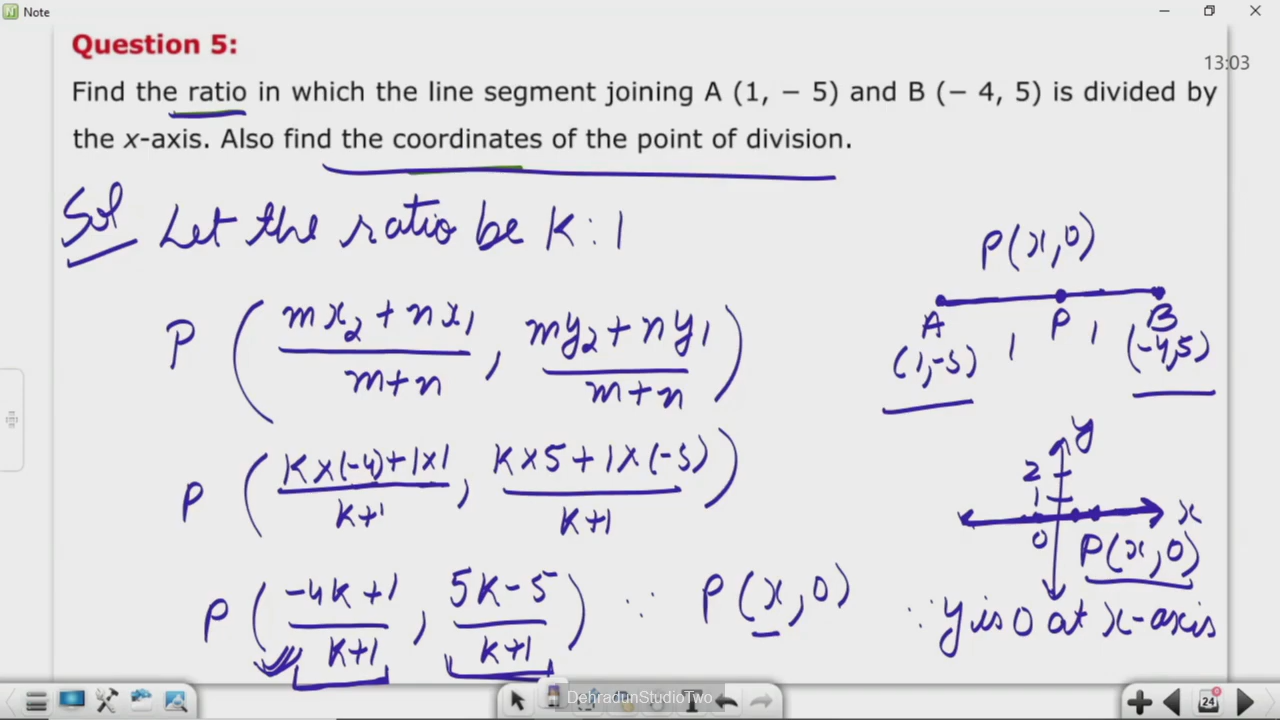 Note
Question 5:
13:03
Find the ratio in which the line segment joining A (1, − 5) and B (− 4, 5) is divided by
the x-axis. Also find the coordinates of the point of division.
Sol Let the ratio be K : 1
P ( mx₂ + nx₁ / m+n , my₂ + ny₁ / m+n )
P ( K×(-4)+1×1 / K+1 , K×5+1×(-5) / K+1 )
P ( -4K+1 / K+1 , 5K-5 / K+1 ) ∵ P(x,0)
P(x,0)
A P B
(1,-5) 1 1 (-4,5)
y
2
1
0 x
P(x,0)
∵ y is 0 at x-axis
DehradunStudioTwo
24